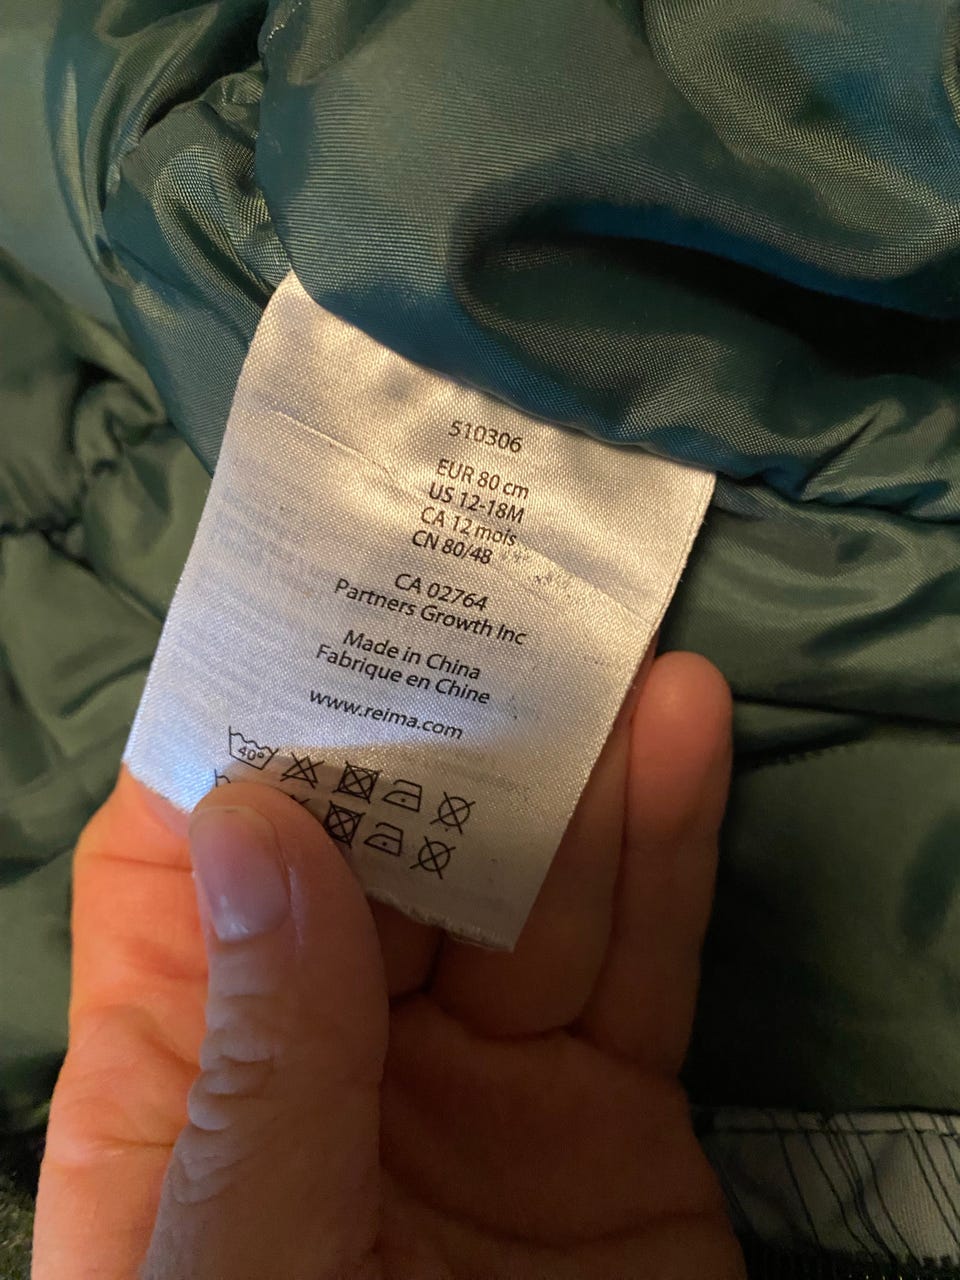 510306
EUR 80 cm
US 12-18M
CA 12 mois
CN 80/48
CA 02764
Partners Growth Inc
Made in China
Fabrique en Chine
www.reima.com
40°